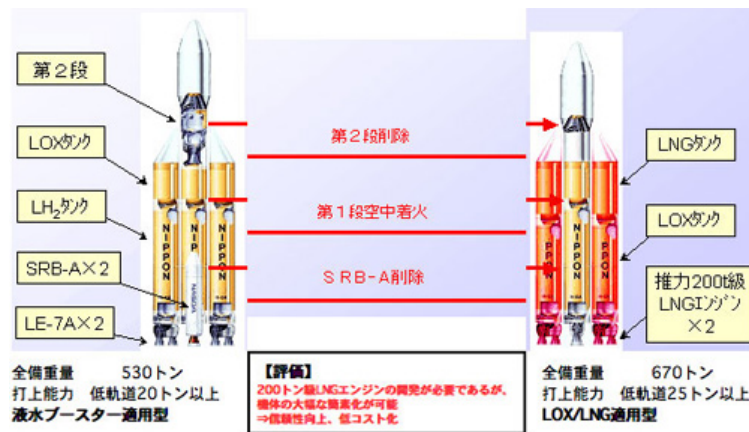 第２段
LOXタンク
LH₂タンク
SRB-A×2
LE-7A×2
NIPPON
NIP
NIPPON
NASDA
第２段削除
第１段空中着火
ＳＲＢ-Ａ削除
NIPPON
NIPPON
NIPPON
LNGタンク
LOXタンク
推力200t級
LNGエンジン
×2
全備重量 530トン
打上能力 低軌道20トン以上
液水ブースター適用型
【評価】
200トン級LNGエンジンの開発が必要であるが、
機体の大幅な簡素化が可能
⇒信頼性向上、低コスト化
全備重量 670トン
打上能力 低軌道25トン以上
LOX/LNG適用型